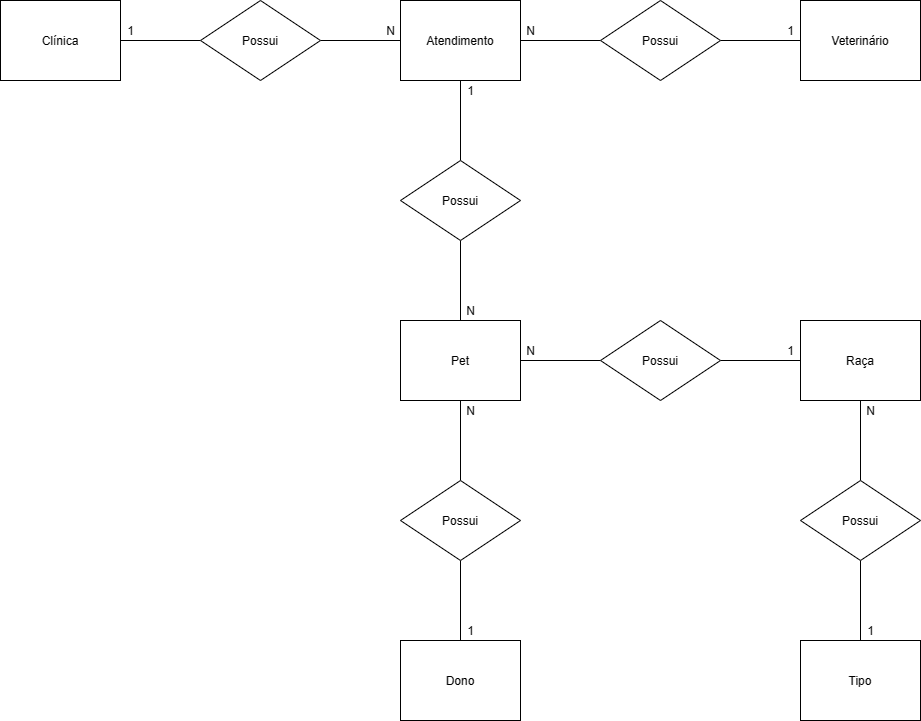 Clínica
1
Possui
N
Atendimento
N
Possui
1
Veterinário
1
Possui
N
Pet
N
Possui
1
Raça
N
N
Possui
Possui
1
1
Dono
Tipo